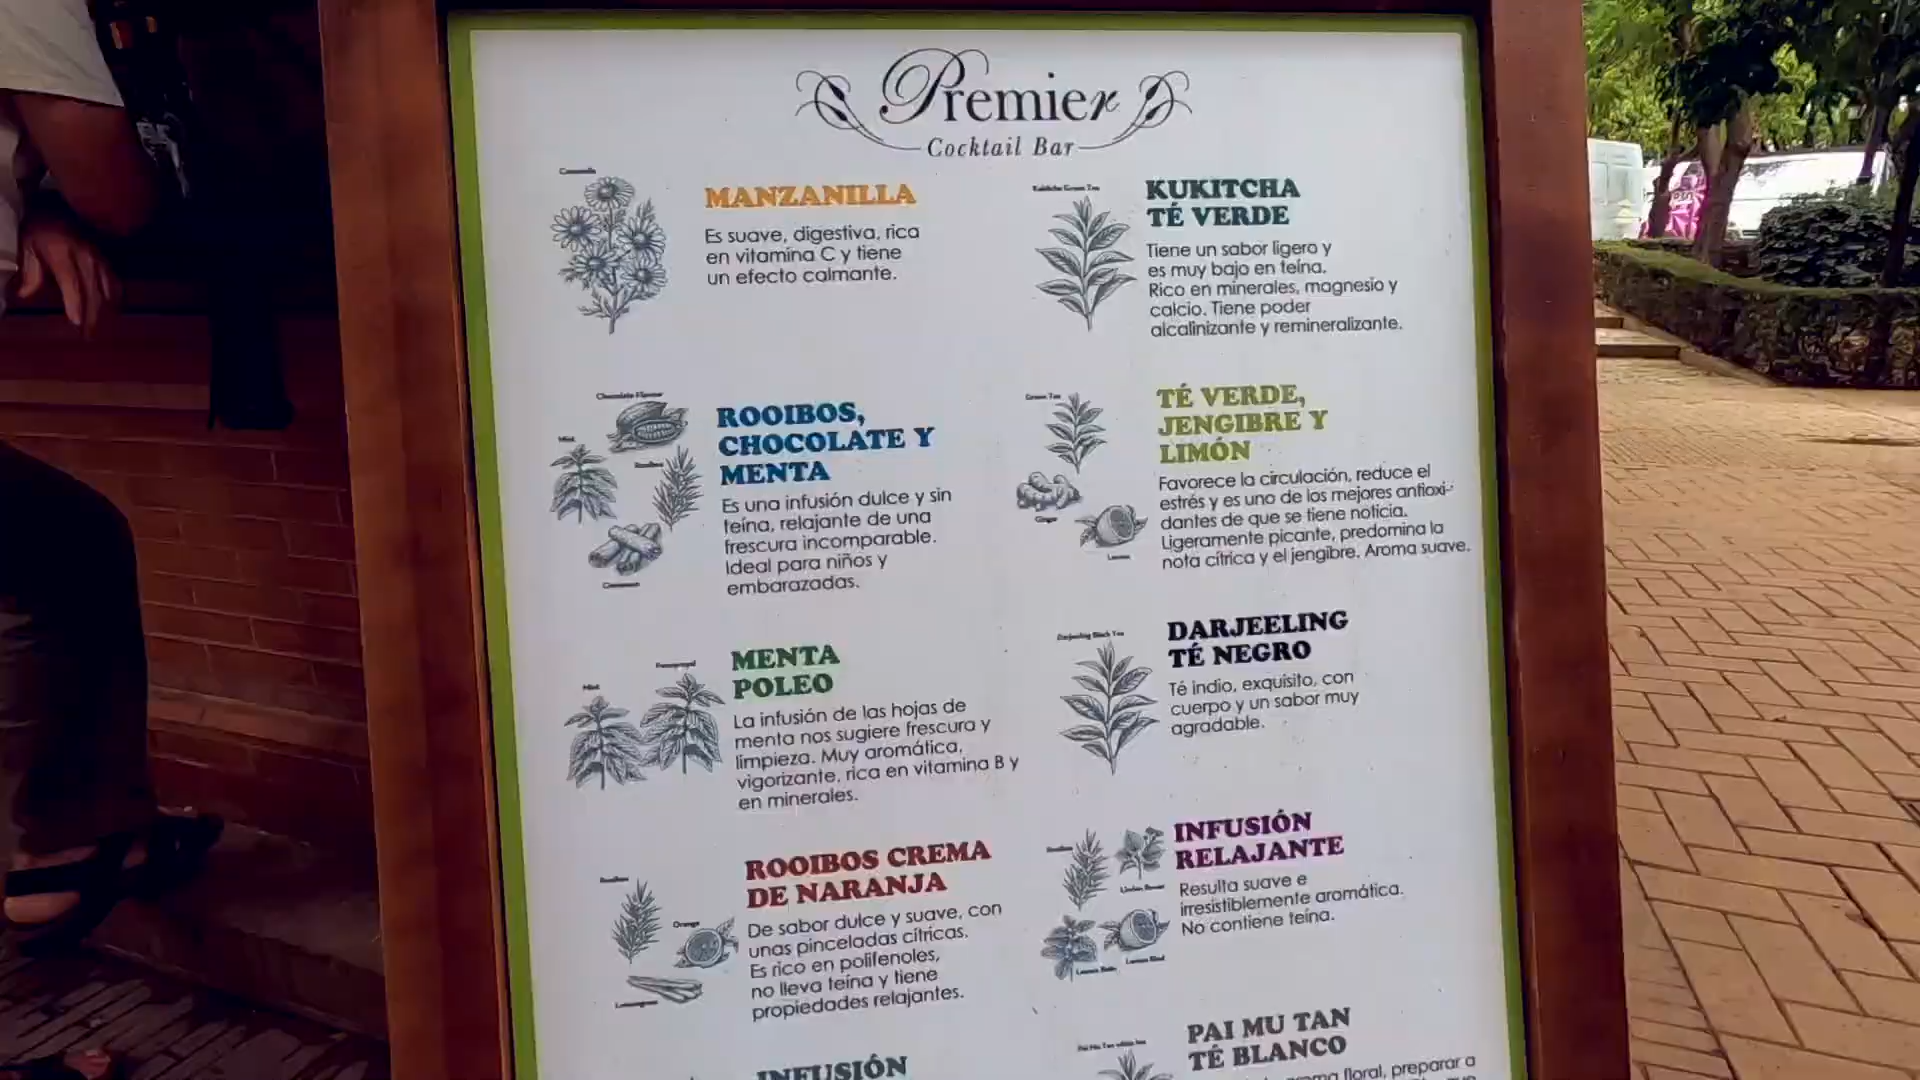 Premier
Cocktail Bar
Camomile
MANZANILLA
Es suave, digestiva, rica
en vitamina C y tiene
un efecto calmante.
Chocolate Flavour
Mint
Rooibos
Cinnamon
ROOIBOS,
CHOCOLATE Y
MENTA
Es una infusión dulce y sin
teína, relajante de una
frescura incomparable.
Ideal para niños y
embarazadas.
Mint
Pennyroyal
MENTA
POLEO
La infusión de las hojas de
menta nos sugiere frescura y
limpieza. Muy aromática,
vigorizante, rica en vitamina B y
en minerales.
Rooibos
Orange
Lemongrass
ROOIBOS CREMA
DE NARANJA
De sabor dulce y suave, con
unas pinceladas cítricas.
Es rico en polifenoles,
no lleva teína y tiene
propiedades relajantes.
INFUSIÓN
Kukitcha Green Tea
KUKITCHA
TÉ VERDE
Tiene un sabor ligero y
es muy bajo en teína.
Rico en minerales, magnesio y
calcio. Tiene poder
alcalinizante y remineralizante.
Green Tea
Ginger
Lemon
TÉ VERDE,
JENGIBRE Y
LIMÓN
Favorece la circulación, reduce el
estrés y es uno de los mejores antioxi-
dantes de que se tiene noticia.
Ligeramente picante, predomina la
nota cítrica y el jengibre. Aroma suave.
Darjeeling Black Tea
DARJEELING
TÉ NEGRO
Té indio, exquisito, con
cuerpo y un sabor muy
agradable.
Rooibos
Linden flower
Lemon Balm
INFUSIÓN
RELAJANTE
Resulta suave e
irresistiblemente aromática.
No contiene teína.
Pai Mu Tan white tea
PAI MU TAN
TÉ BLANCO
floral, preparar a